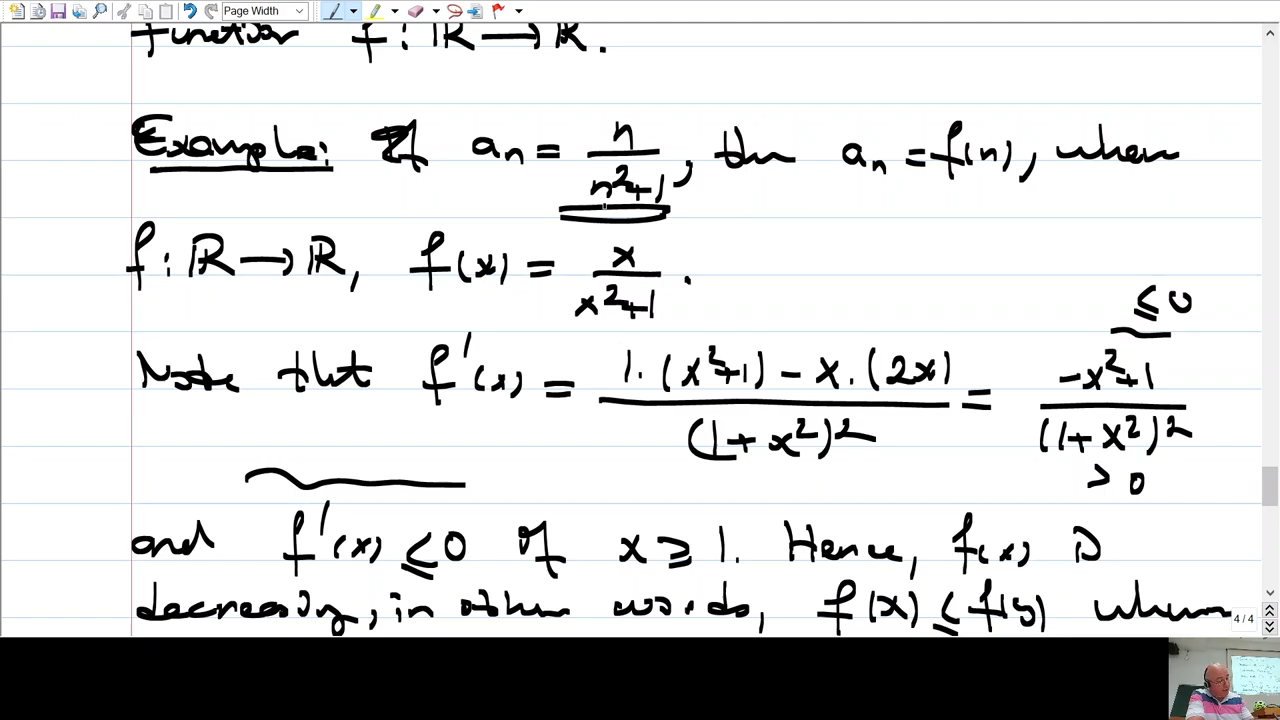 Page Width
function f : ℝ → ℝ.
Example: If aₙ = n/(n²+1), then aₙ = f(n), where
f : ℝ → ℝ, f(x) = x/(x²+1).
≤ 0
Note that f'(x) = (1·(x²+1) − x·(2x))/(1+x²)² = (−x²+1)/(1+x²)²
> 0
and f'(x) ≤ 0 if x ≥ 1. Hence, f(x) is
decreasing, in other words, f(x) ≤ f(y) when
4 / 4